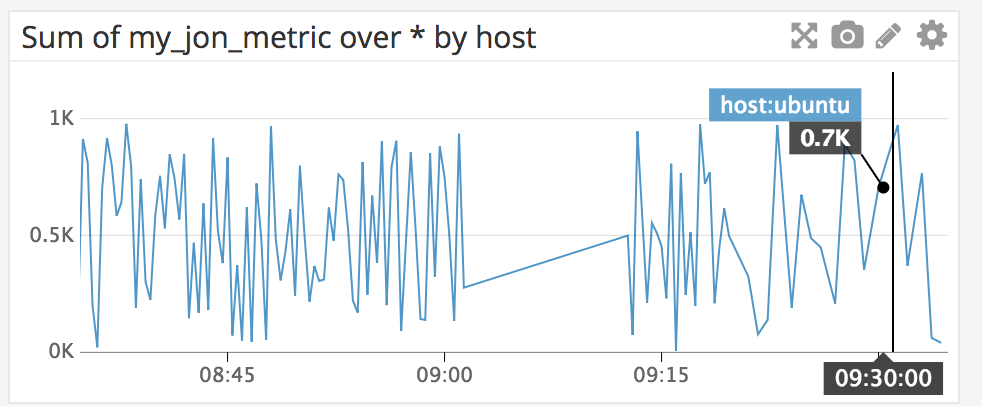 Sum of my_jon_metric over * by host
host:ubuntu
1K
0.7K
0.5K
0K
08:45 09:00 09:15 09:30:00